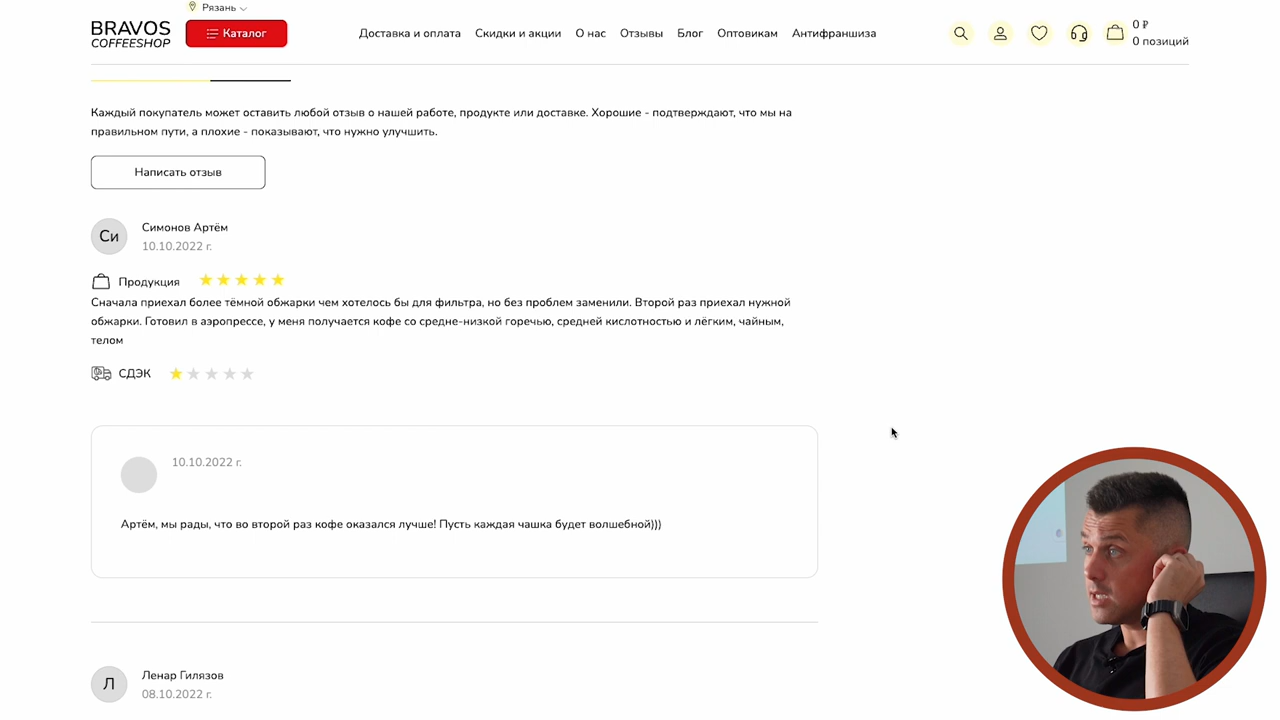 Рязань
BRAVOS
COFFEESHOP
Каталог
Доставка и оплата
Скидки и акции
О нас
Отзывы
Блог
Оптовикам
Антифраншиза
0 ₽
0 позиций
Каждый покупатель может оставить любой отзыв о нашей работе, продукте или доставке. Хорошие - подтверждают, что мы на
правильном пути, а плохие - показывают, что нужно улучшить.
Написать отзыв
Си
Симонов Артём
10.10.2022 г.
Продукция
Сначала приехал более тёмной обжарки чем хотелось бы для фильтра, но без проблем заменили. Второй раз приехал нужной
обжарки. Готовил в аэропрессе, у меня получается кофе со средне-низкой горечью, средней кислотностью и лёгким, чайным,
телом
СДЭК
10.10.2022 г.
Артём, мы рады, что во второй раз кофе оказался лучше! Пусть каждая чашка будет волшебной)))
Л
Ленар Гилязов
08.10.2022 г.